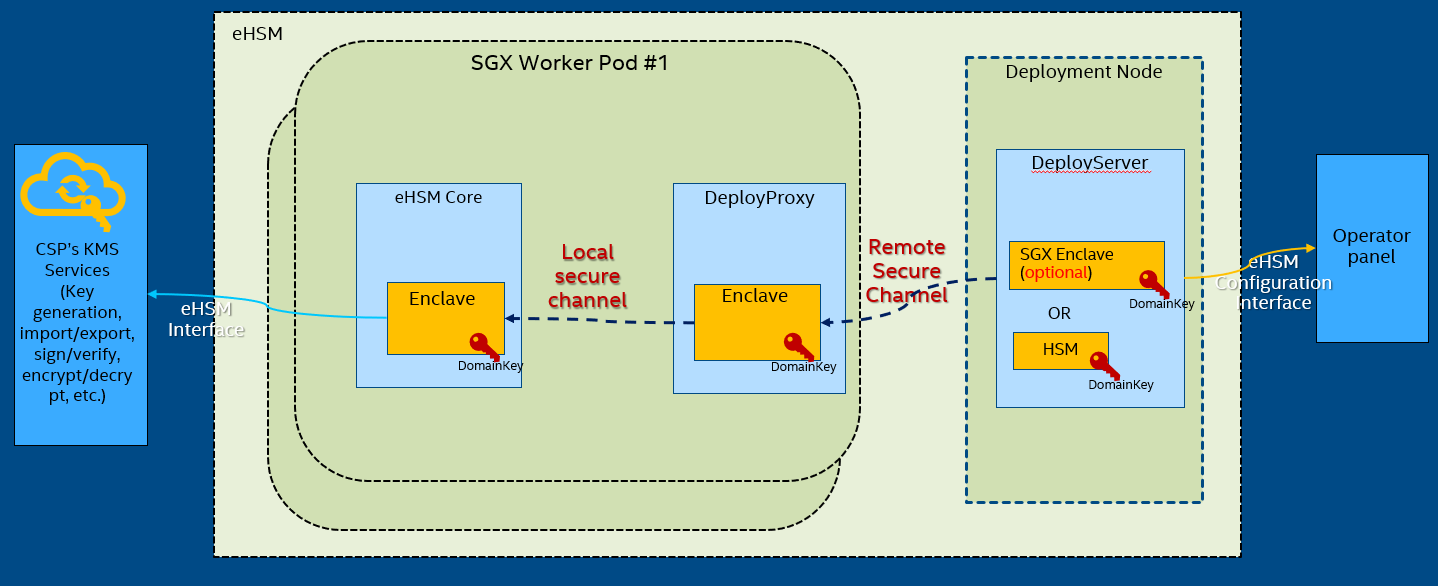 eHSM
SGX Worker Pod #1
Deployment Node
CSP's KMS
Services
(Key
generation,
import/export,
sign/verify,
encrypt/decry
pt, etc.)
eHSM
Interface
eHSM Core
Enclave
DomainKey
Local
secure
channel
DeployProxy
Enclave
DomainKey
Remote
Secure
Channel
DeployServer
SGX Enclave
(optional)
DomainKey
OR
HSM
DomainKey
eHSM
Configuration
Interface
Operator
panel